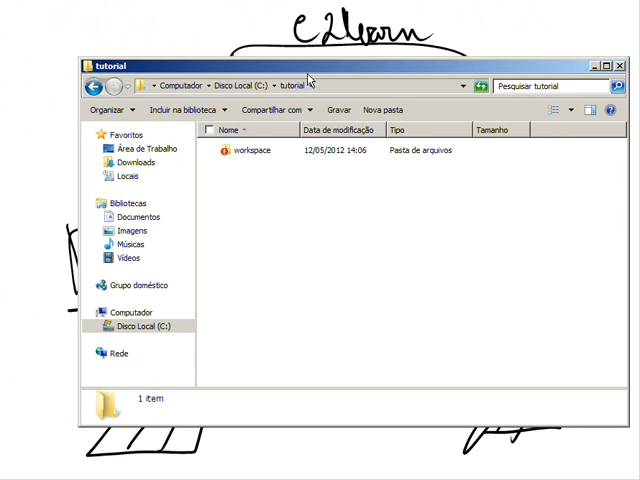 e2learn
tutorial
Computador Disco Local (C:) tutorial
Pesquisar tutorial
Organizar Incluir na biblioteca Compartilhar com Gravar Nova pasta
Favoritos
Área de Trabalho
Downloads
Locais
Bibliotecas
Documentos
Imagens
Músicas
Vídeos
Grupo doméstico
Computador
Disco Local (C:)
Rede
Nome Data de modificação Tipo Tamanho
workspace 12/05/2012 14:06 Pasta de arquivos
1 item